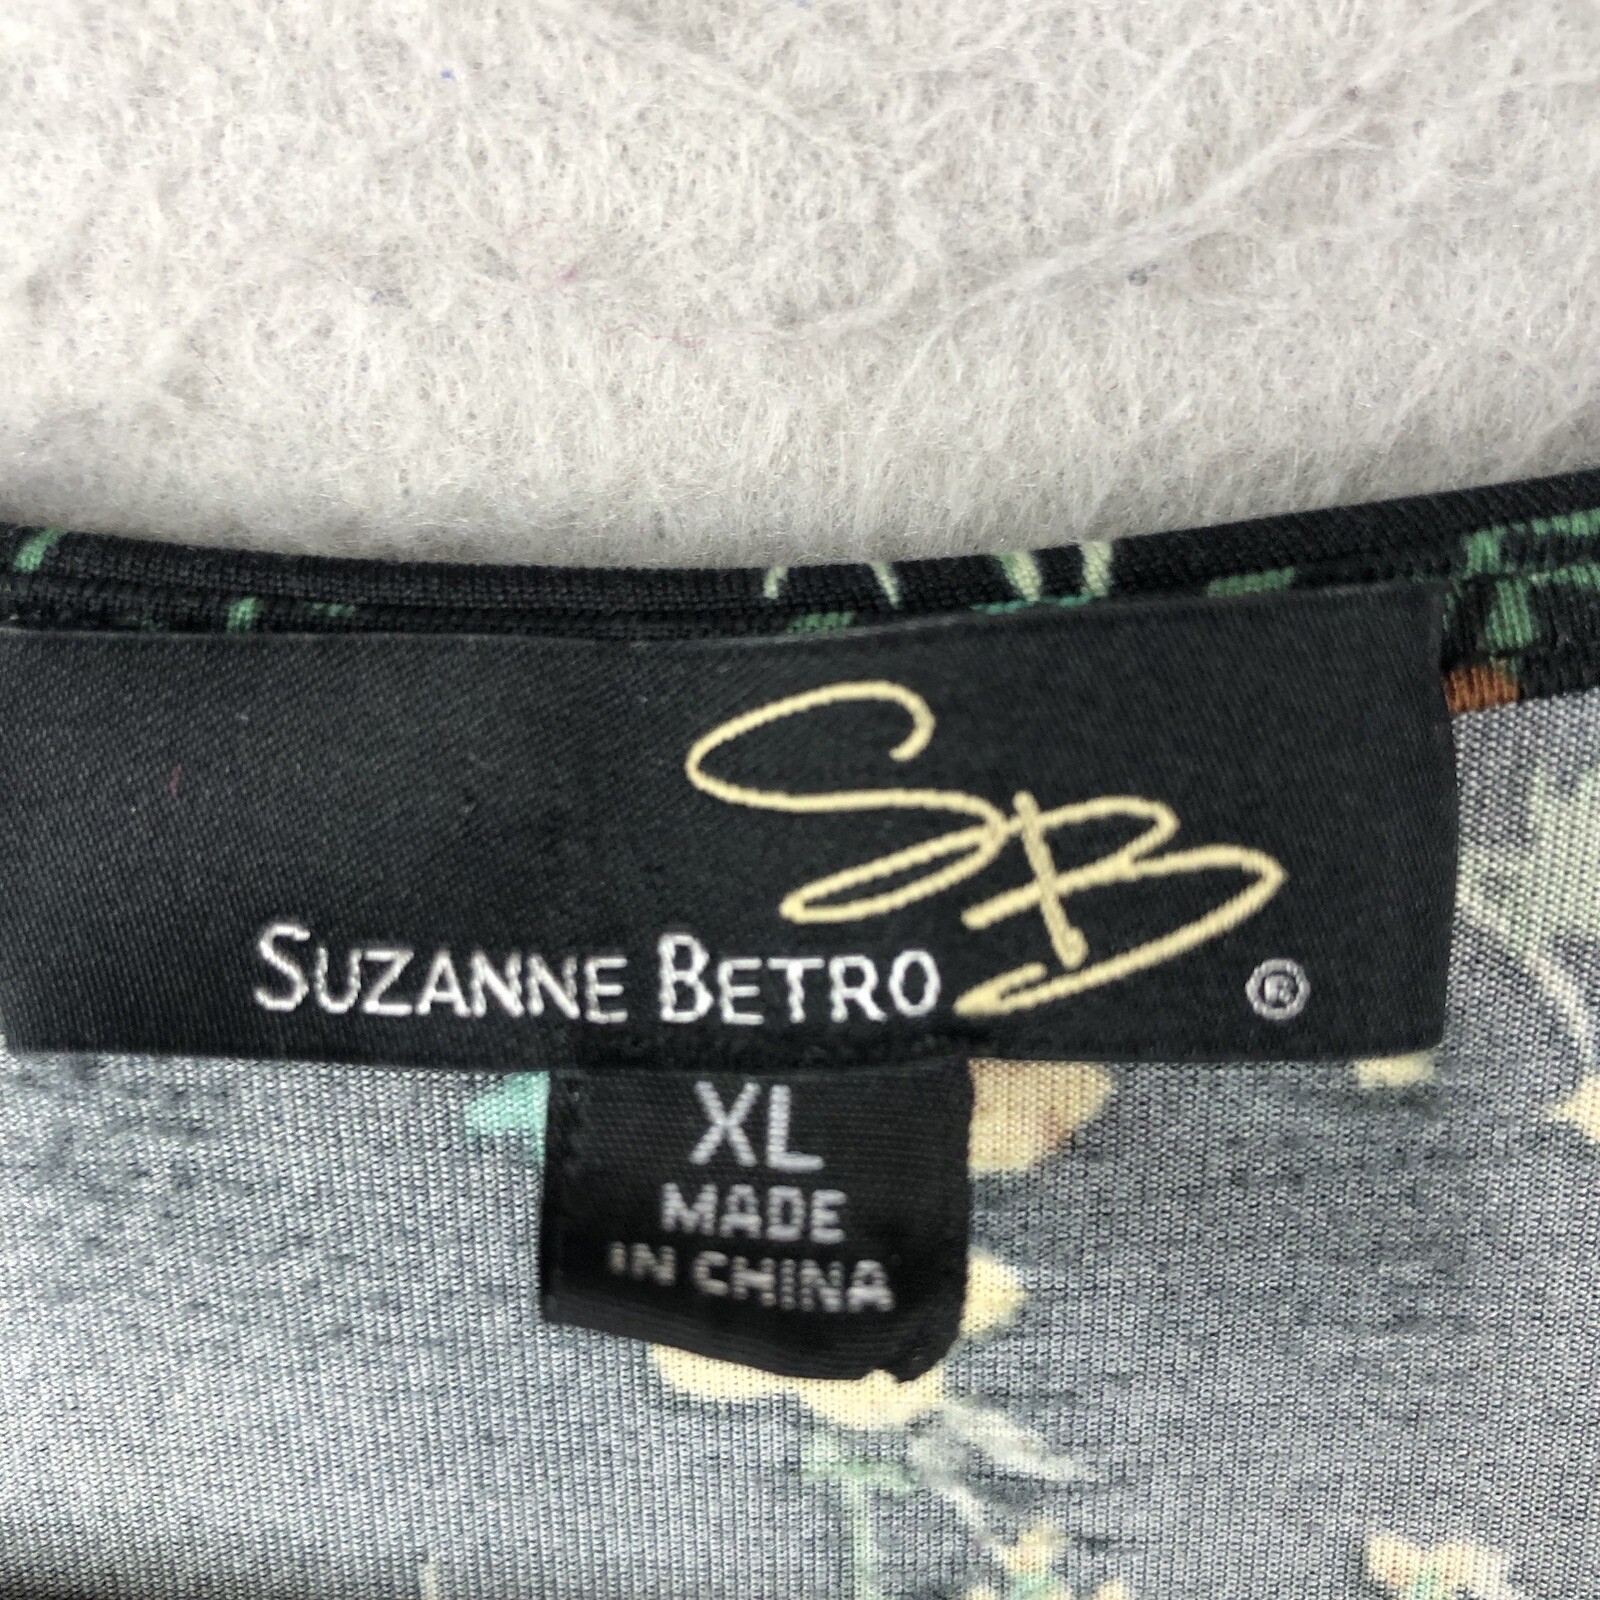 SB
SUZANNE BETRO ®
XL
MADE
IN CHINA